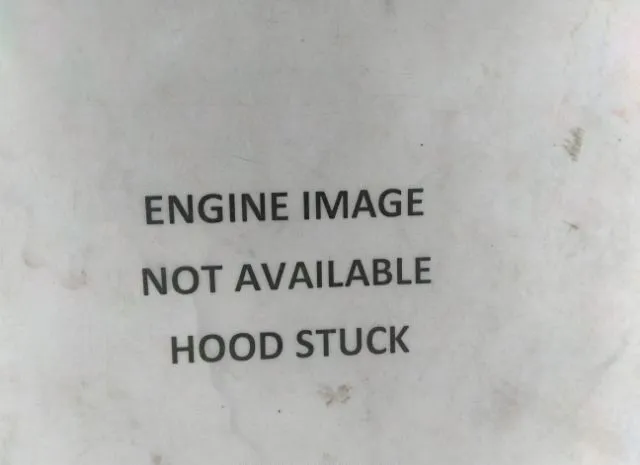 ENGINE IMAGE
NOT AVAILABLE
HOOD STUCK